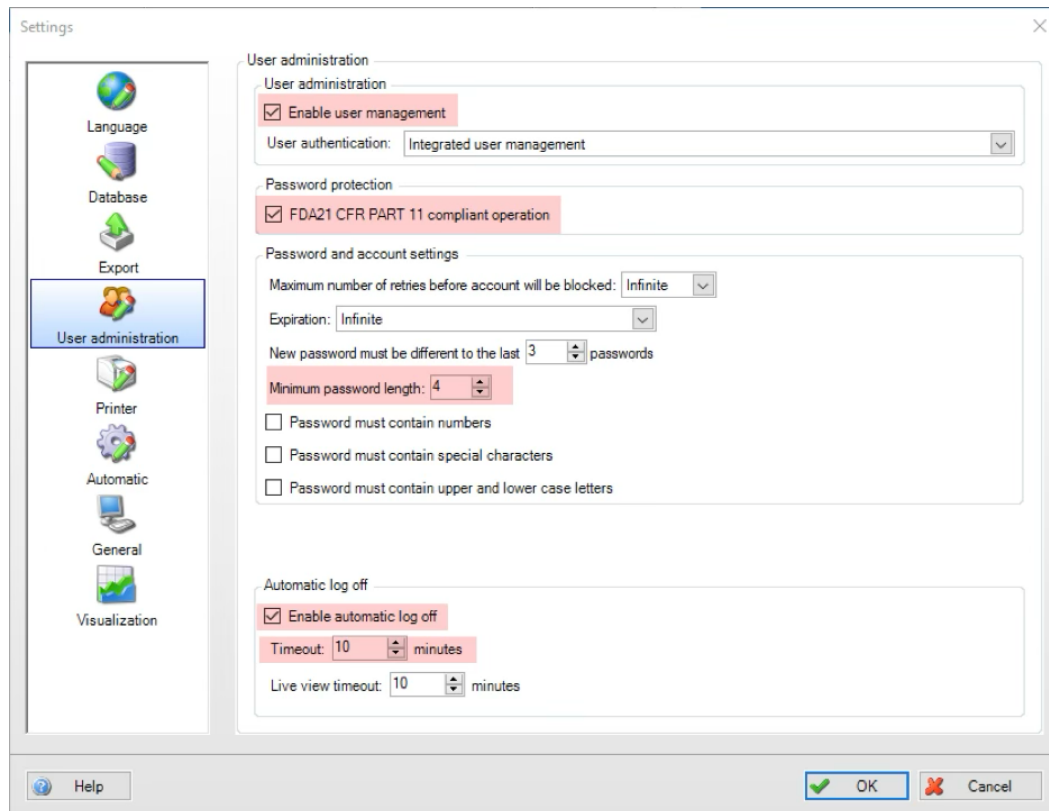 Settings
Language
Database
Export
User administration
Printer
Automatic
General
Visualization
User administration
User administration
Enable user management
User authentication: Integrated user management
Password protection
FDA21 CFR PART 11 compliant operation
Password and account settings
Maximum number of retries before account will be blocked: Infinite
Expiration: Infinite
New password must be different to the last 3 passwords
Minimum password length: 4
Password must contain numbers
Password must contain special characters
Password must contain upper and lower case letters
Automatic log off
Enable automatic log off
Timeout: 10 minutes
Live view timeout: 10 minutes
Help
OK
Cancel